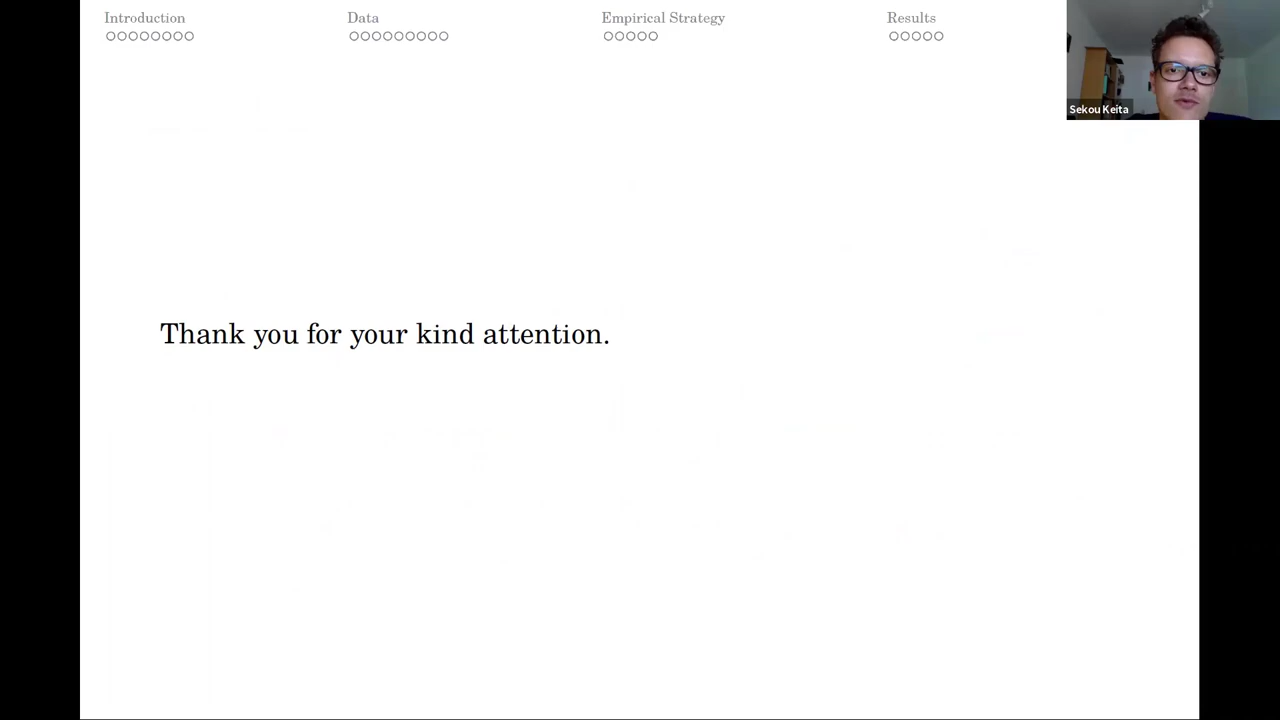 Introduction
Data
Empirical Strategy
Results
Sekou Keita
Thank you for your kind attention.